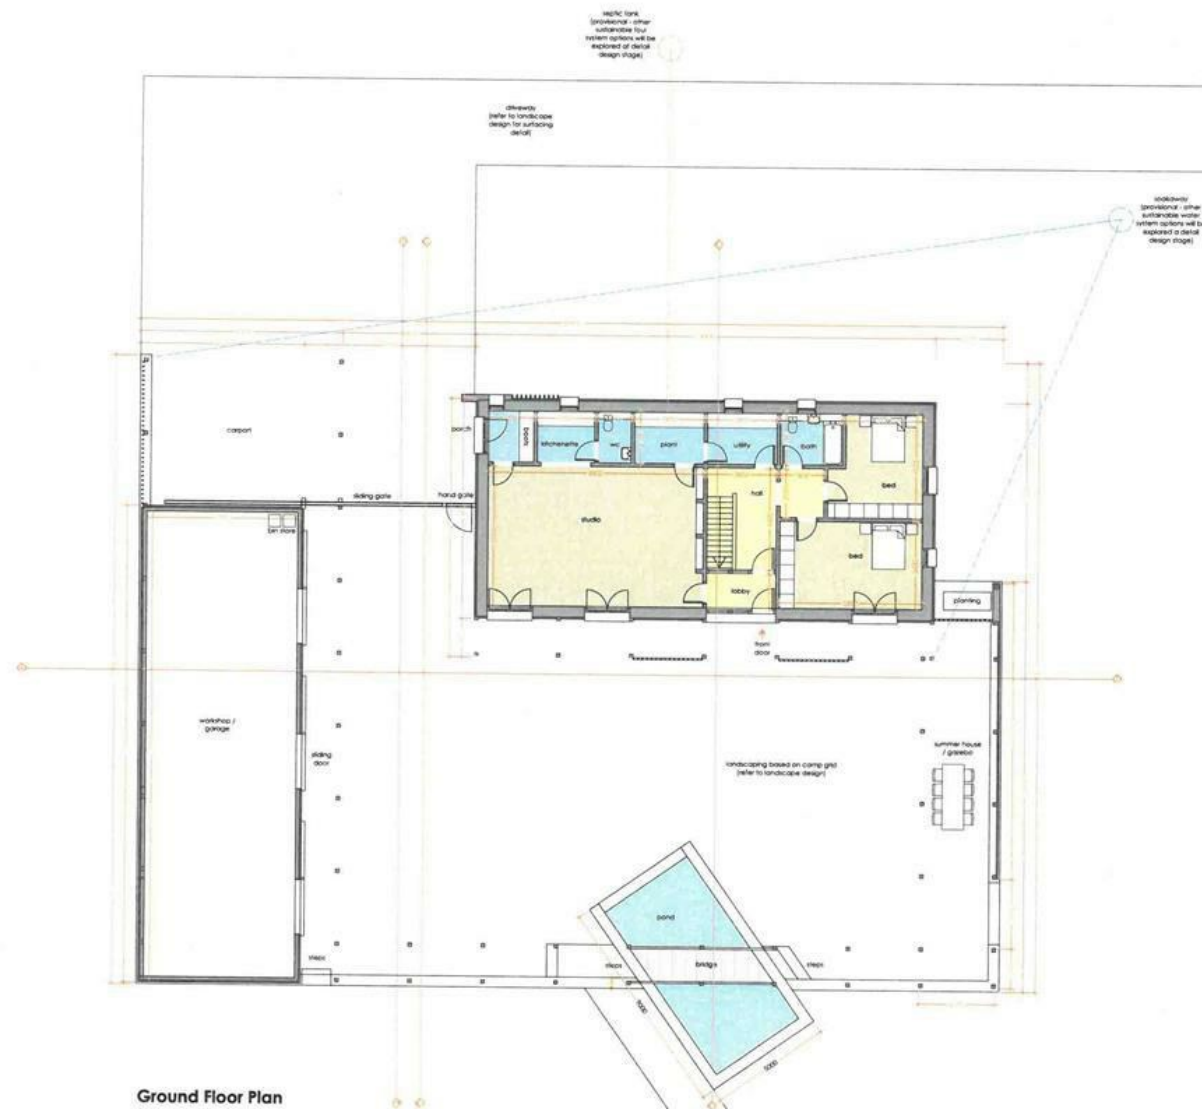 septic tank
(provisional - other
sustainable foul
system options will be
explored at detail
design stage)
driveway
(refer to landscape
design for surfacing
detail)
soakaway
(provisional - other
sustainable water
system options will be
explored a detail
design stage)
carport
porch
boots
kitchenette
wc
plant
utility
bath
bed
hall
studio
bed
lobby
sliding gate
hand gate
bin store
planting
front
door
workshop /
garage
sliding
door
summer house
/ gazebo
landscaping based on comp grid
(refer to landscape design)
pond
steps
steps
bridge
steps
9000
5000
Ground Floor Plan